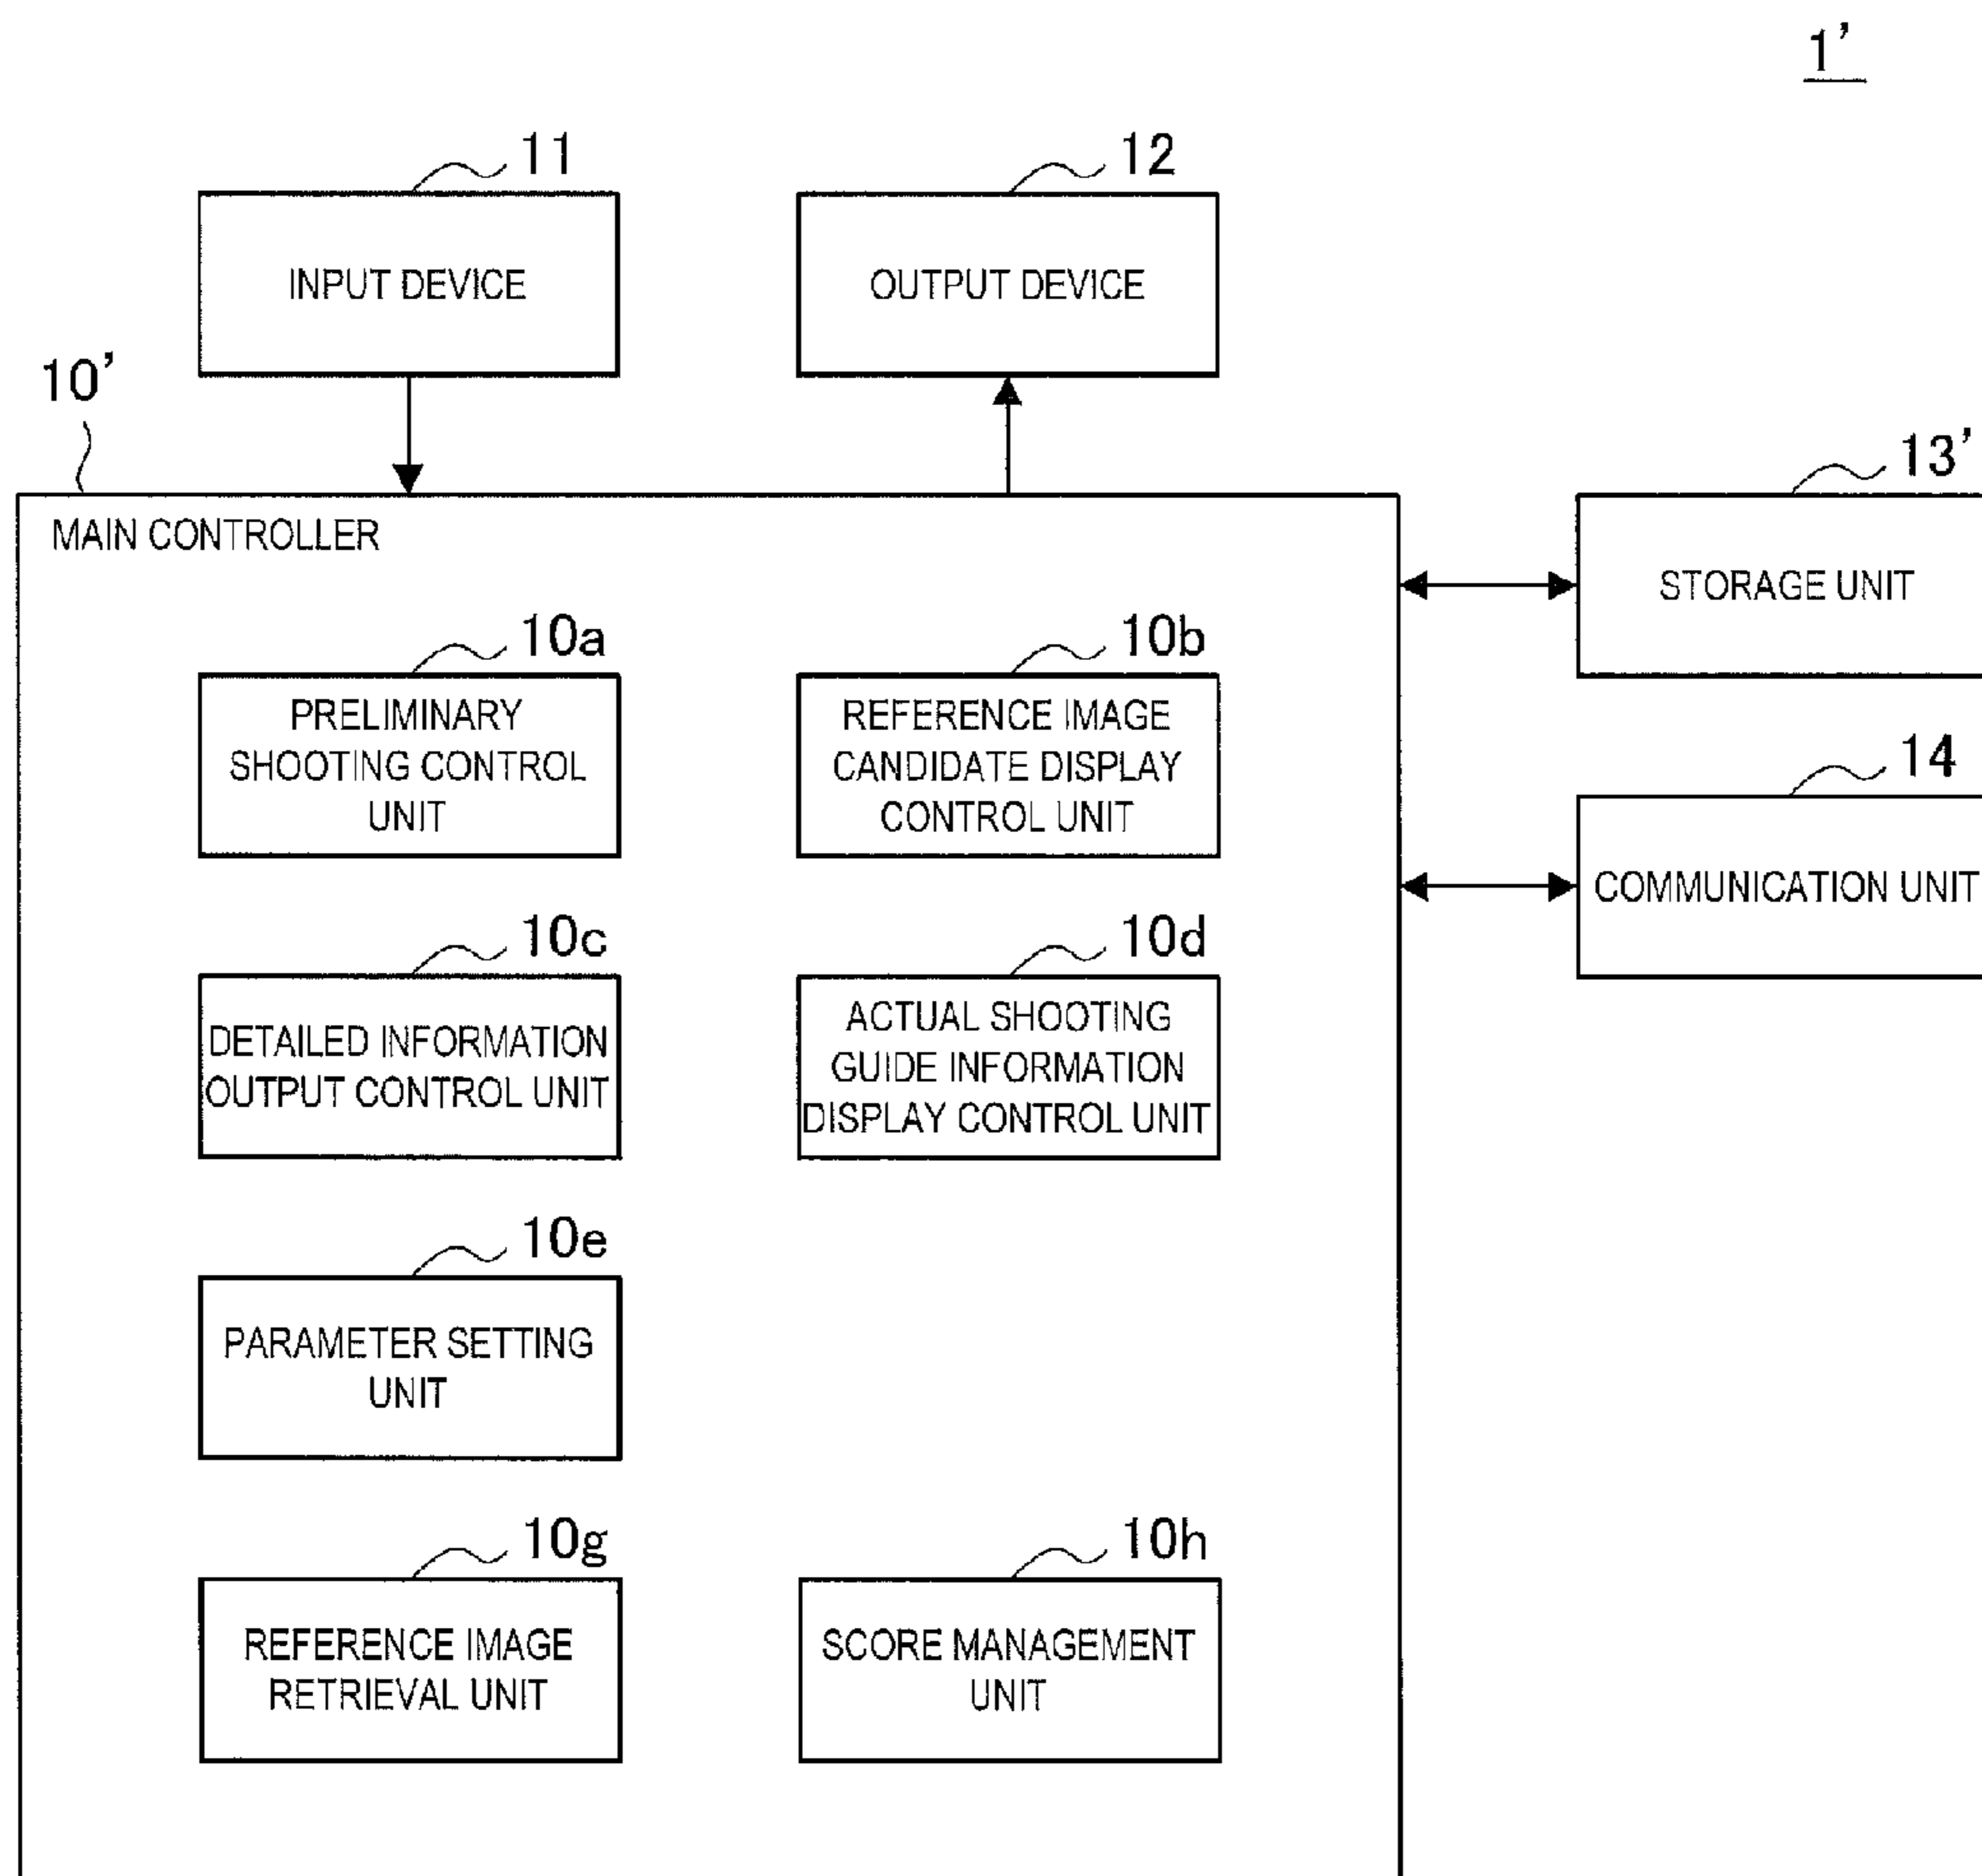 1'
11
12
INPUT DEVICE
OUTPUT DEVICE
10'
13'
MAIN CONTROLLER
STORAGE UNIT
10a
10b
PRELIMINARY
SHOOTING CONTROL
UNIT
REFERENCE IMAGE
CANDIDATE DISPLAY
CONTROL UNIT
14
COMMUNICATION UNIT
10c
10d
DETAILED INFORMATION
OUTPUT CONTROL UNIT
ACTUAL SHOOTING
GUIDE INFORMATION
DISPLAY CONTROL UNIT
10e
PARAMETER SETTING
UNIT
10g
10h
REFERENCE IMAGE
RETRIEVAL UNIT
SCORE MANAGEMENT
UNIT